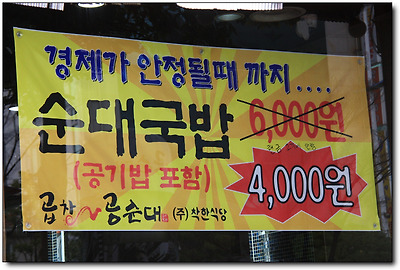 경제가 안정될때 까지....
순대국밥 6,000원
(공기밥 포함) 4,000원
곱창 공순대 (주)착한식당